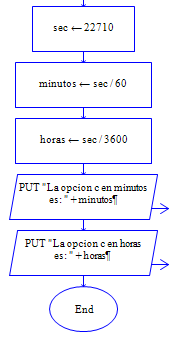 sec ← 22710
minutos ← sec / 60
horas ← sec / 3600
PUT "La opcion c en minutos
es: " + minutos¶
PUT "La opcion c en horas
es: " + horas¶
End